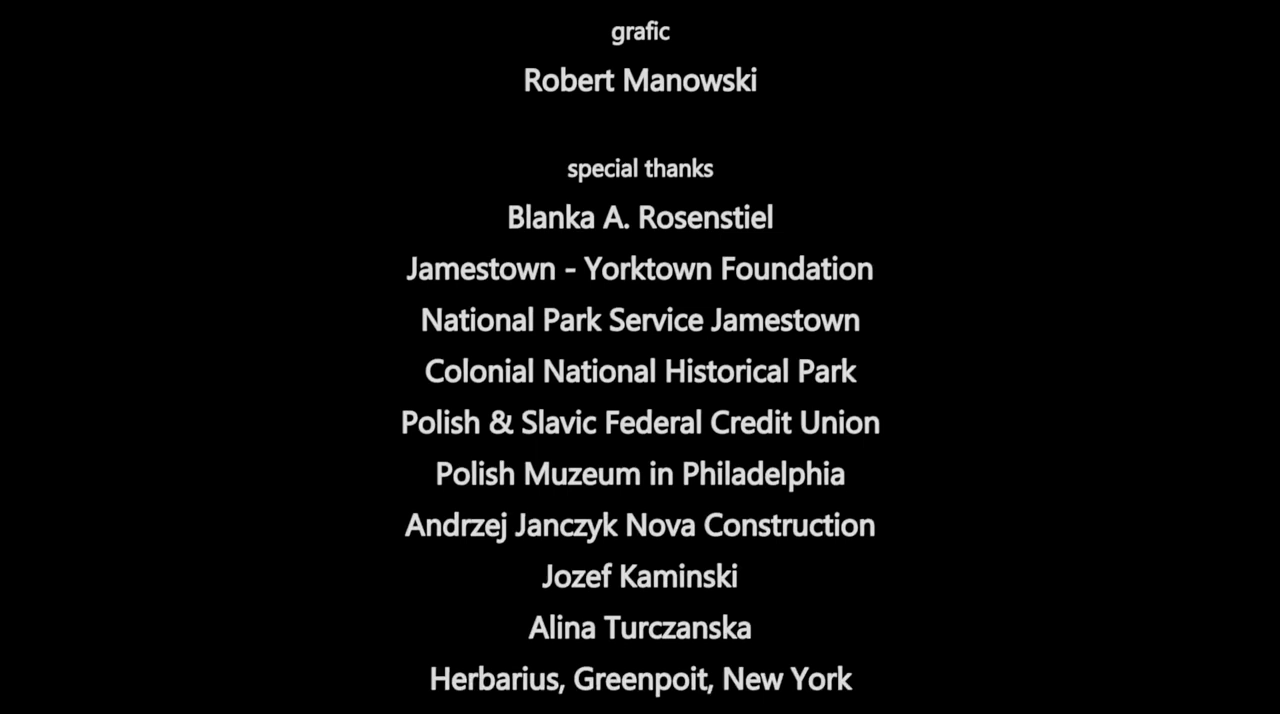 grafic
Robert Manowski
special thanks
Blanka A. Rosenstiel
Jamestown - Yorktown Foundation
National Park Service Jamestown
Colonial National Historical Park
Polish & Slavic Federal Credit Union
Polish Muzeum in Philadelphia
Andrzej Janczyk Nova Construction
Jozef Kaminski
Alina Turczanska
Herbarius, Greenpoit, New York